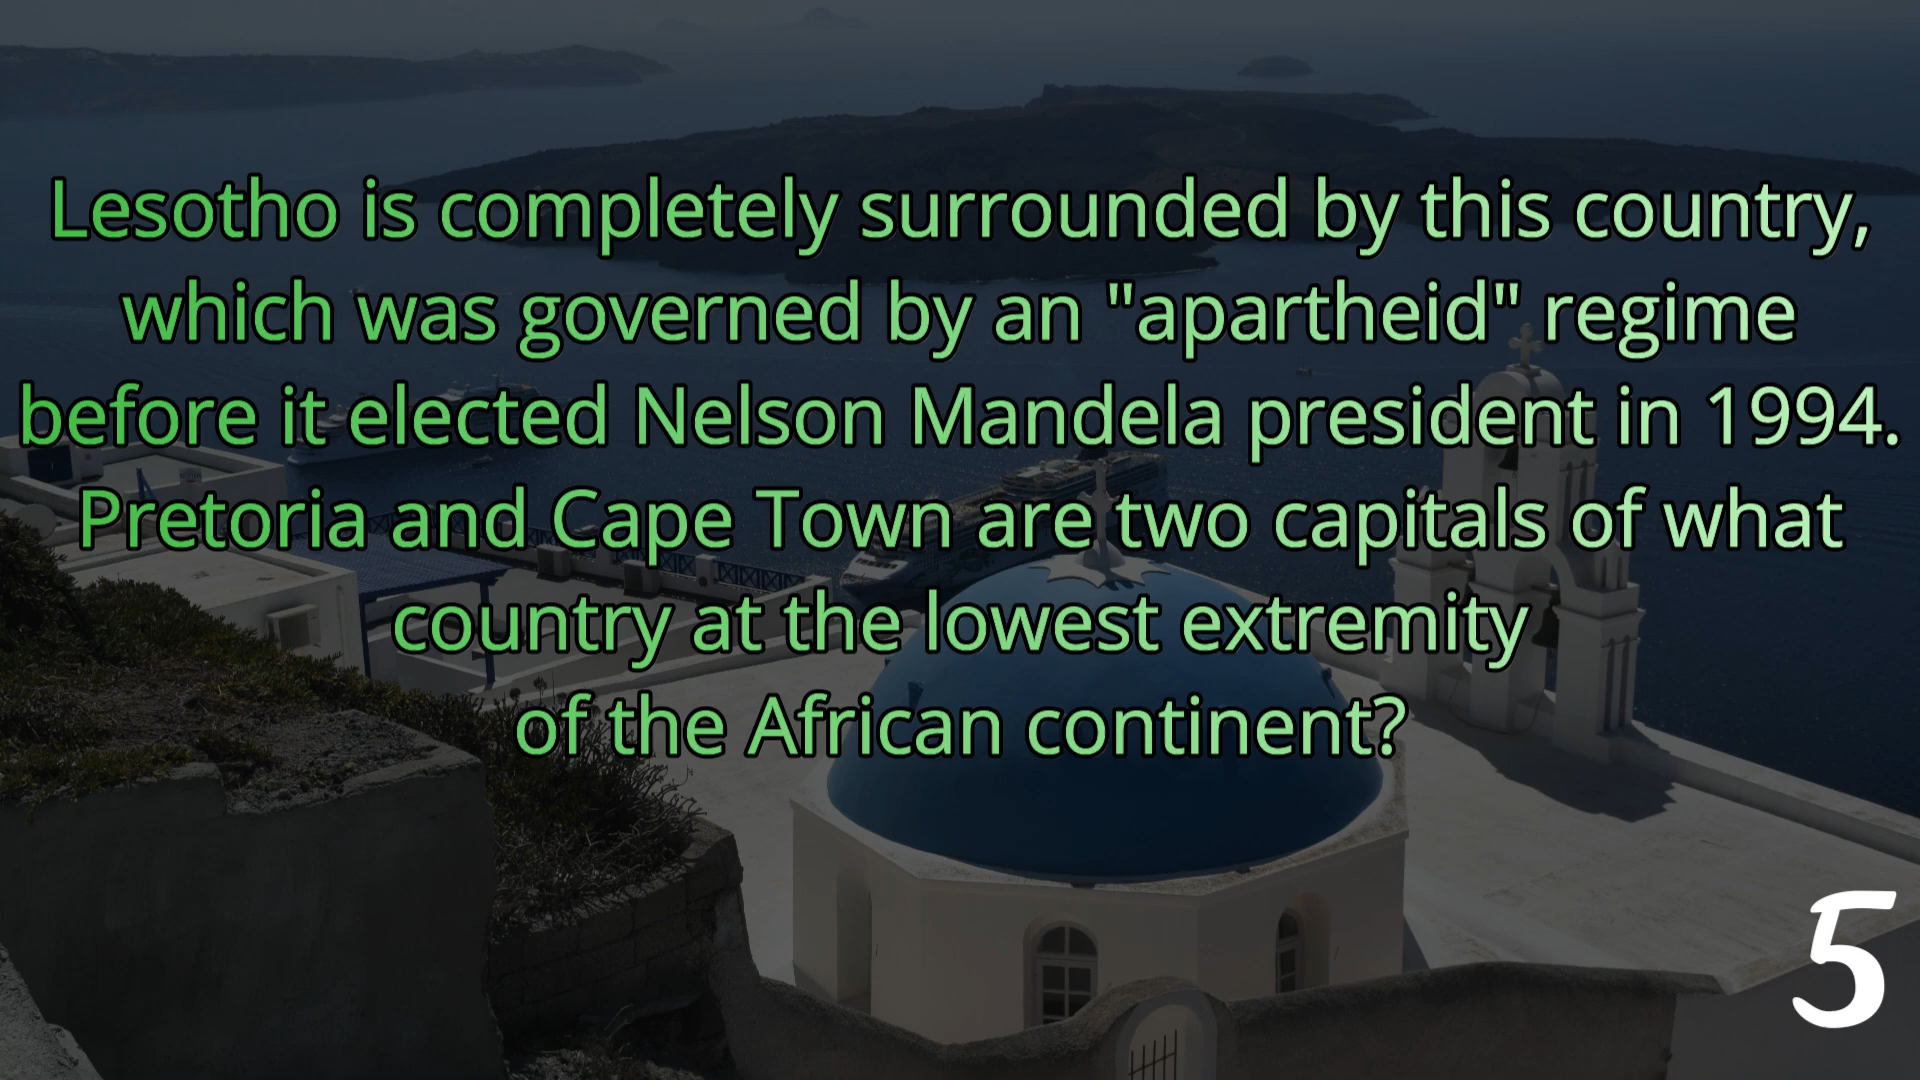 Lesotho is completely surrounded by this country,
which was governed by an "apartheid" regime
before it elected Nelson Mandela president in 1994.
Pretoria and Cape Town are two capitals of what
country at the lowest extremity
of the African continent?
5